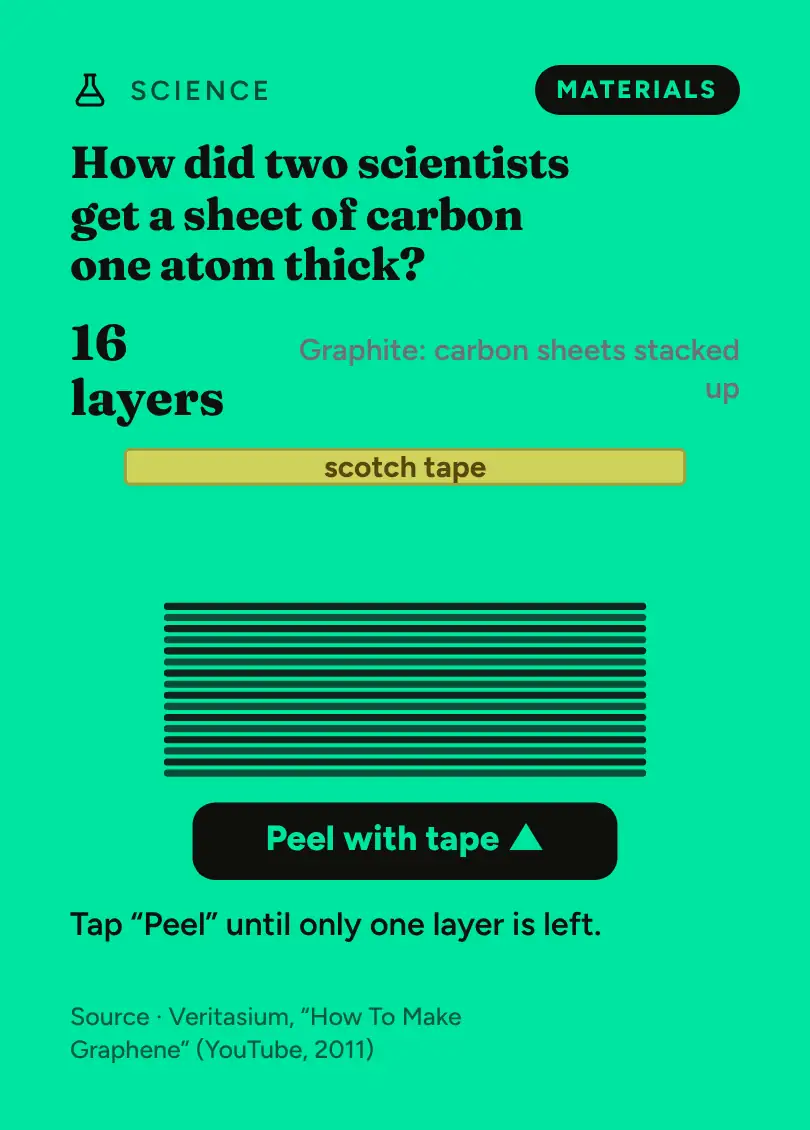 SCIENCE
MATERIALS
How did two scientists
get a sheet of carbon
one atom thick?
16
layers
Graphite: carbon sheets stacked
up
scotch tape
Peel with tape ▲
Tap “Peel” until only one layer is left.
Source · Veritasium, “How To Make
Graphene” (YouTube, 2011)